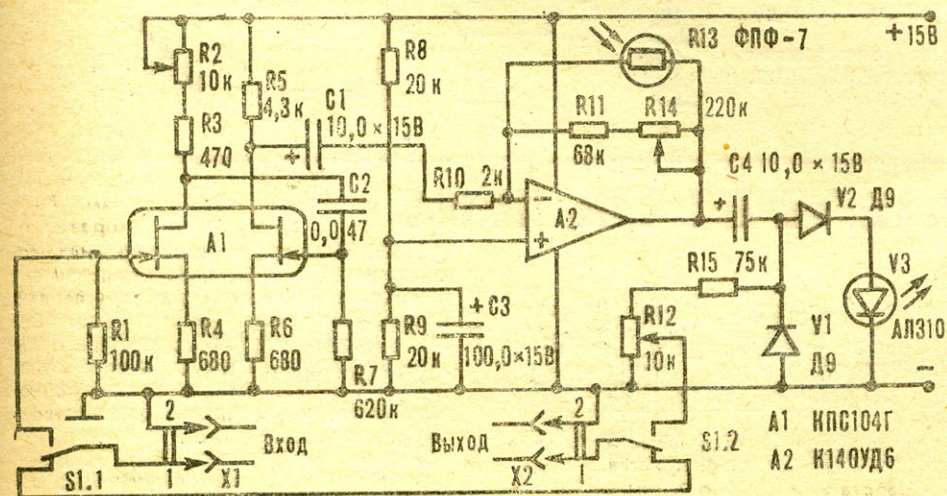 R2
10к
R3
470
R5
4,3к
C1
10,0 × 15В
C2
0,047
A1
R1
100к
R4
680
R6
680
R7
620к
R8
20к
R9
20к
C3
+
100,0×15В
R10
2к
A2
−
+
R13 ФПФ-7
R11
68к
R14
220к
C4 10,0 × 15В
+
V2 Д9
R15
75к
R12
10к
V1
Д9
V3
АЛ310
+15В
−
+
2
1
Вход
X1
S1.1
Выход
2
1
X2
S1.2
A1 КПС104Г
A2 К140УД6